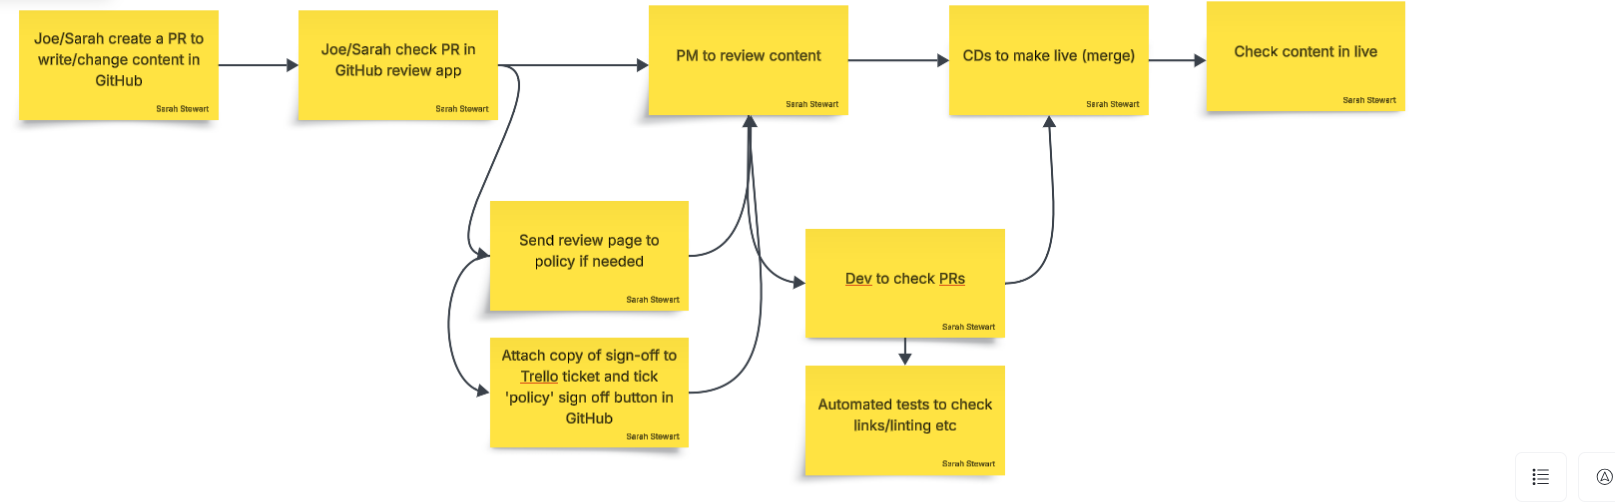 Joe/Sarah create a PR to
write/change content in
GitHub
Sarah Stewart
Joe/Sarah check PR in
GitHub review app
Sarah Stewart
PM to review content
Sarah Stewart
CDs to make live (merge)
Sarah Stewart
Check content in live
Sarah Stewart
Send review page to
policy if needed
Sarah Stewart
Dev to check PRs
Sarah Stewart
Attach copy of sign-off to
Trello ticket and tick
'policy' sign off button in
GitHub
Sarah Stewart
Automated tests to check
links/linting etc
Sarah Stewart